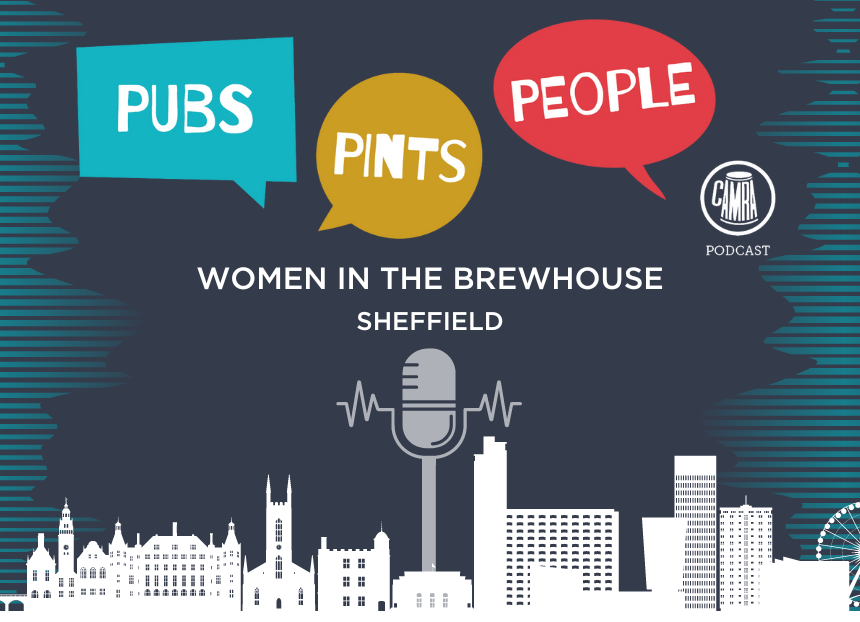 PUBS
PINTS
PEOPLE
CAMRA
PODCAST
WOMEN IN THE BREWHOUSE
SHEFFIELD